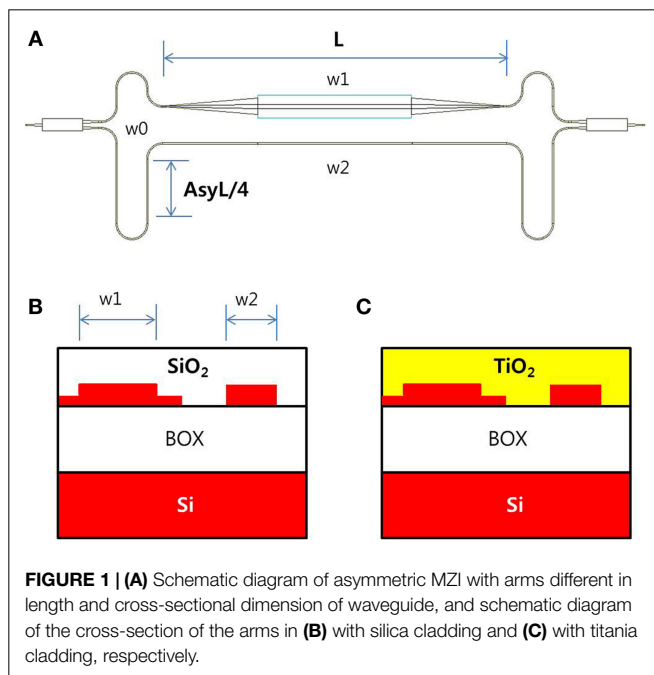 A
L
w1
w0
w2
AsyL/4
B
w1
w2
C
SiO₂
TiO₂
BOX
BOX
Si
Si
FIGURE 1 | (A) Schematic diagram of asymmetric MZI with arms different in
length and cross-sectional dimension of waveguide, and schematic diagram
of the cross-section of the arms in (B) with silica cladding and (C) with titania
cladding, respectively.